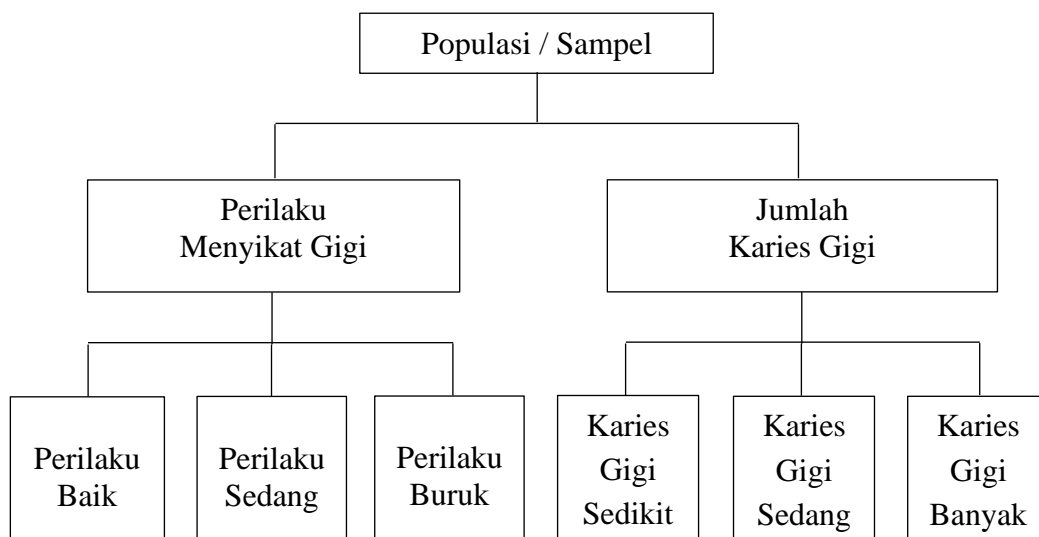 Populasi / Sampel
Perilaku
Menyikat Gigi
Jumlah
Karies Gigi
Perilaku
Baik
Perilaku
Sedang
Perilaku
Buruk
Karies
Gigi
Sedikit
Karies
Gigi
Sedang
Karies
Gigi
Banyak